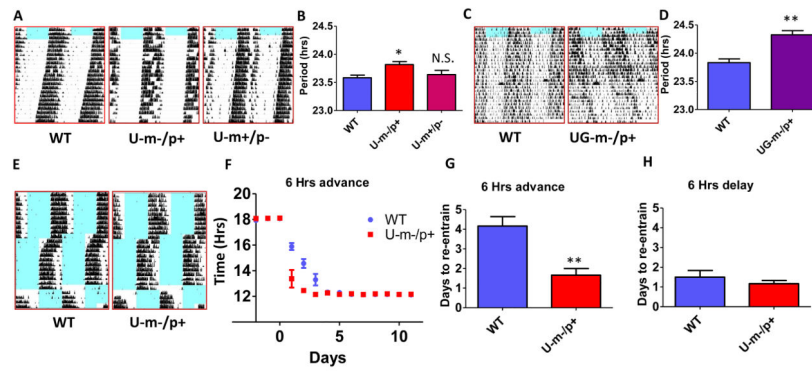 A
WT
U-m-/p+
U-m+/p-
B
Period (hrs)
24.5
24.0
23.5
23.0
*
N.S.
WT
U-m-/p+
U-m+/p-
C
WT
UG-m-/p+
D
Period (hrs)
24.5
24.0
23.5
23.0
**
WT
UG-m-/p+
E
WT
U-m-/p+
F
6 Hrs advance
Time (Hrs)
18
16
14
12
WT
U-m-/p+
0
5
10
Days
G
6 Hrs advance
Days to re-entrain
5
4
3
2
1
0
**
WT
U-m-/p+
H
6 Hrs delay
Days to re-entrain
5
4
3
2
1
0
WT
U-m-/p+